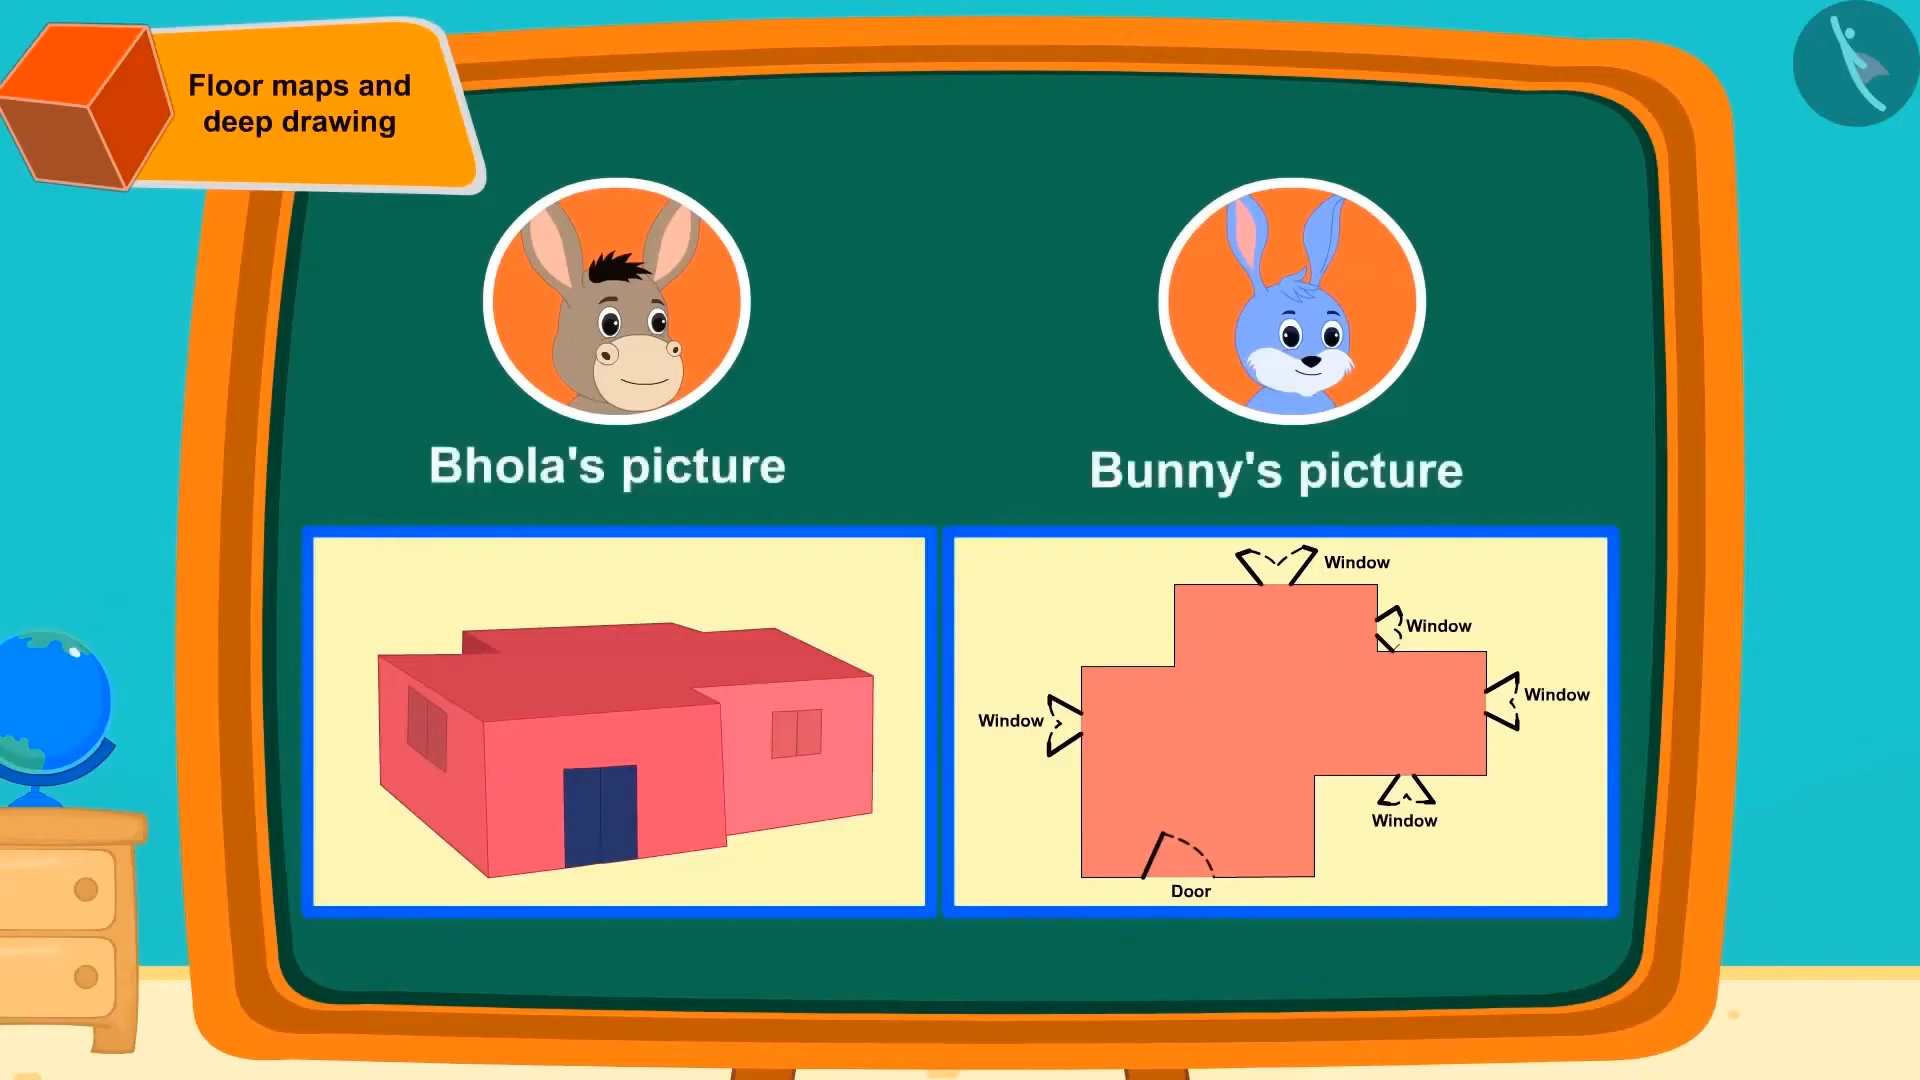 Floor maps and
deep drawing
Bhola's picture
Bunny's picture
Window
Window
Window
Window
Window
Door